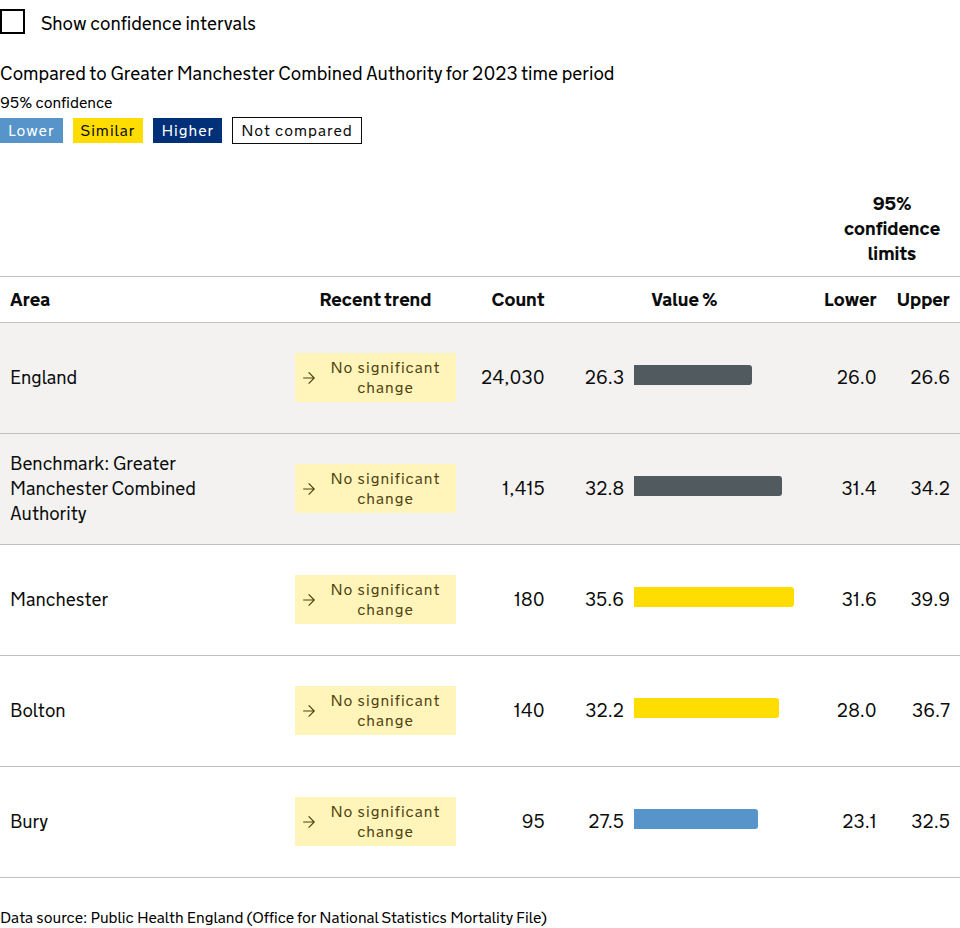 Show confidence intervals
Compared to Greater Manchester Combined Authority for 2023 time period
95% confidence
Lower Similar Higher Not compared
95%
confidence
limits
Area Recent trend Count Value % Lower Upper
England → No significant change 24,030 26.3 26.0 26.6
Benchmark: Greater
Manchester Combined
Authority → No significant change 1,415 32.8 31.4 34.2
Manchester → No significant change 180 35.6 31.6 39.9
Bolton → No significant change 140 32.2 28.0 36.7
Bury → No significant change 95 27.5 23.1 32.5
Data source: Public Health England (Office for National Statistics Mortality File)